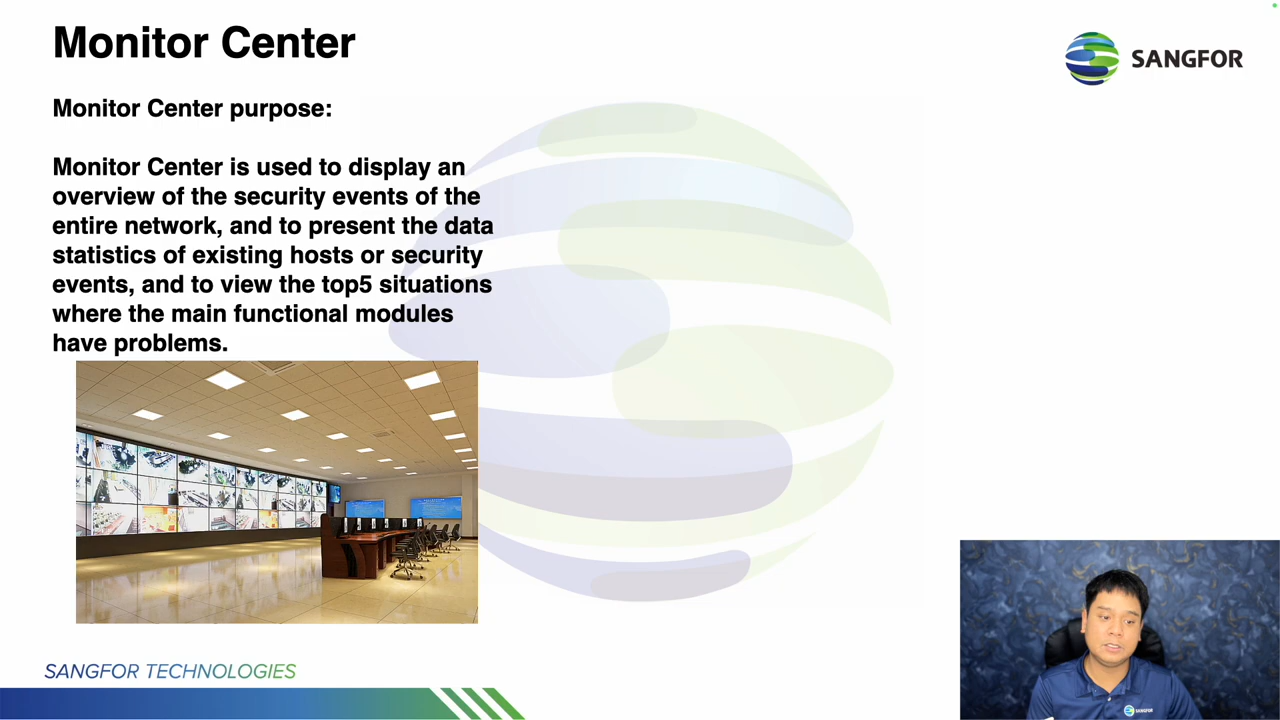 Monitor Center
SANGFOR
Monitor Center purpose:
Monitor Center is used to display an
overview of the security events of the
entire network, and to present the data
statistics of existing hosts or security
events, and to view the top5 situations
where the main functional modules
have problems.
SANGFOR TECHNOLOGIES
SANGFOR